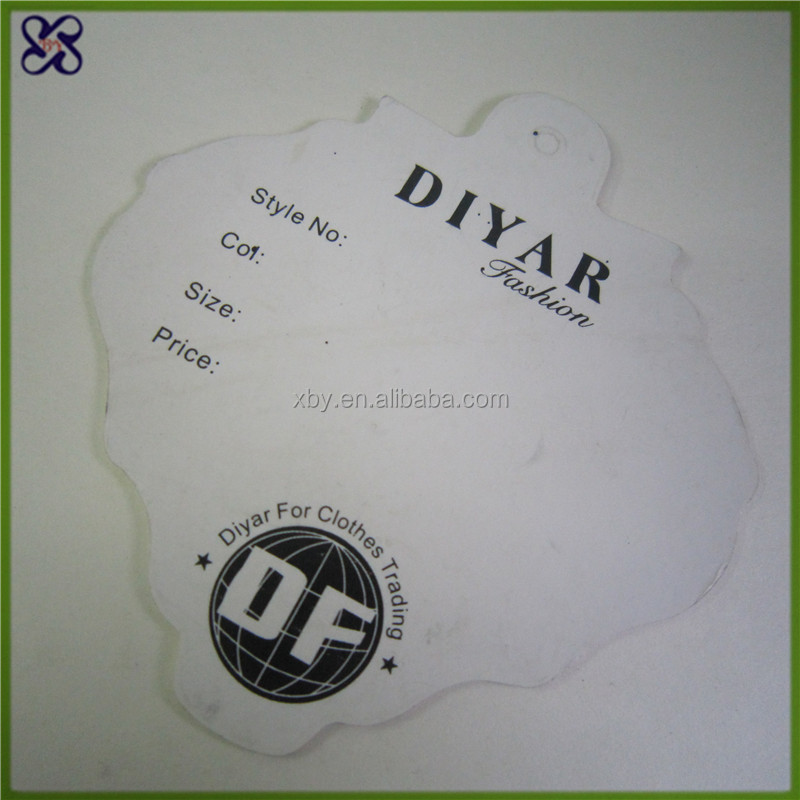 DIYAR
Fashion
Style No:
Col:
Size:
Price:
xby.en.alibaba.com
Diyar For Clothes Trading
DF